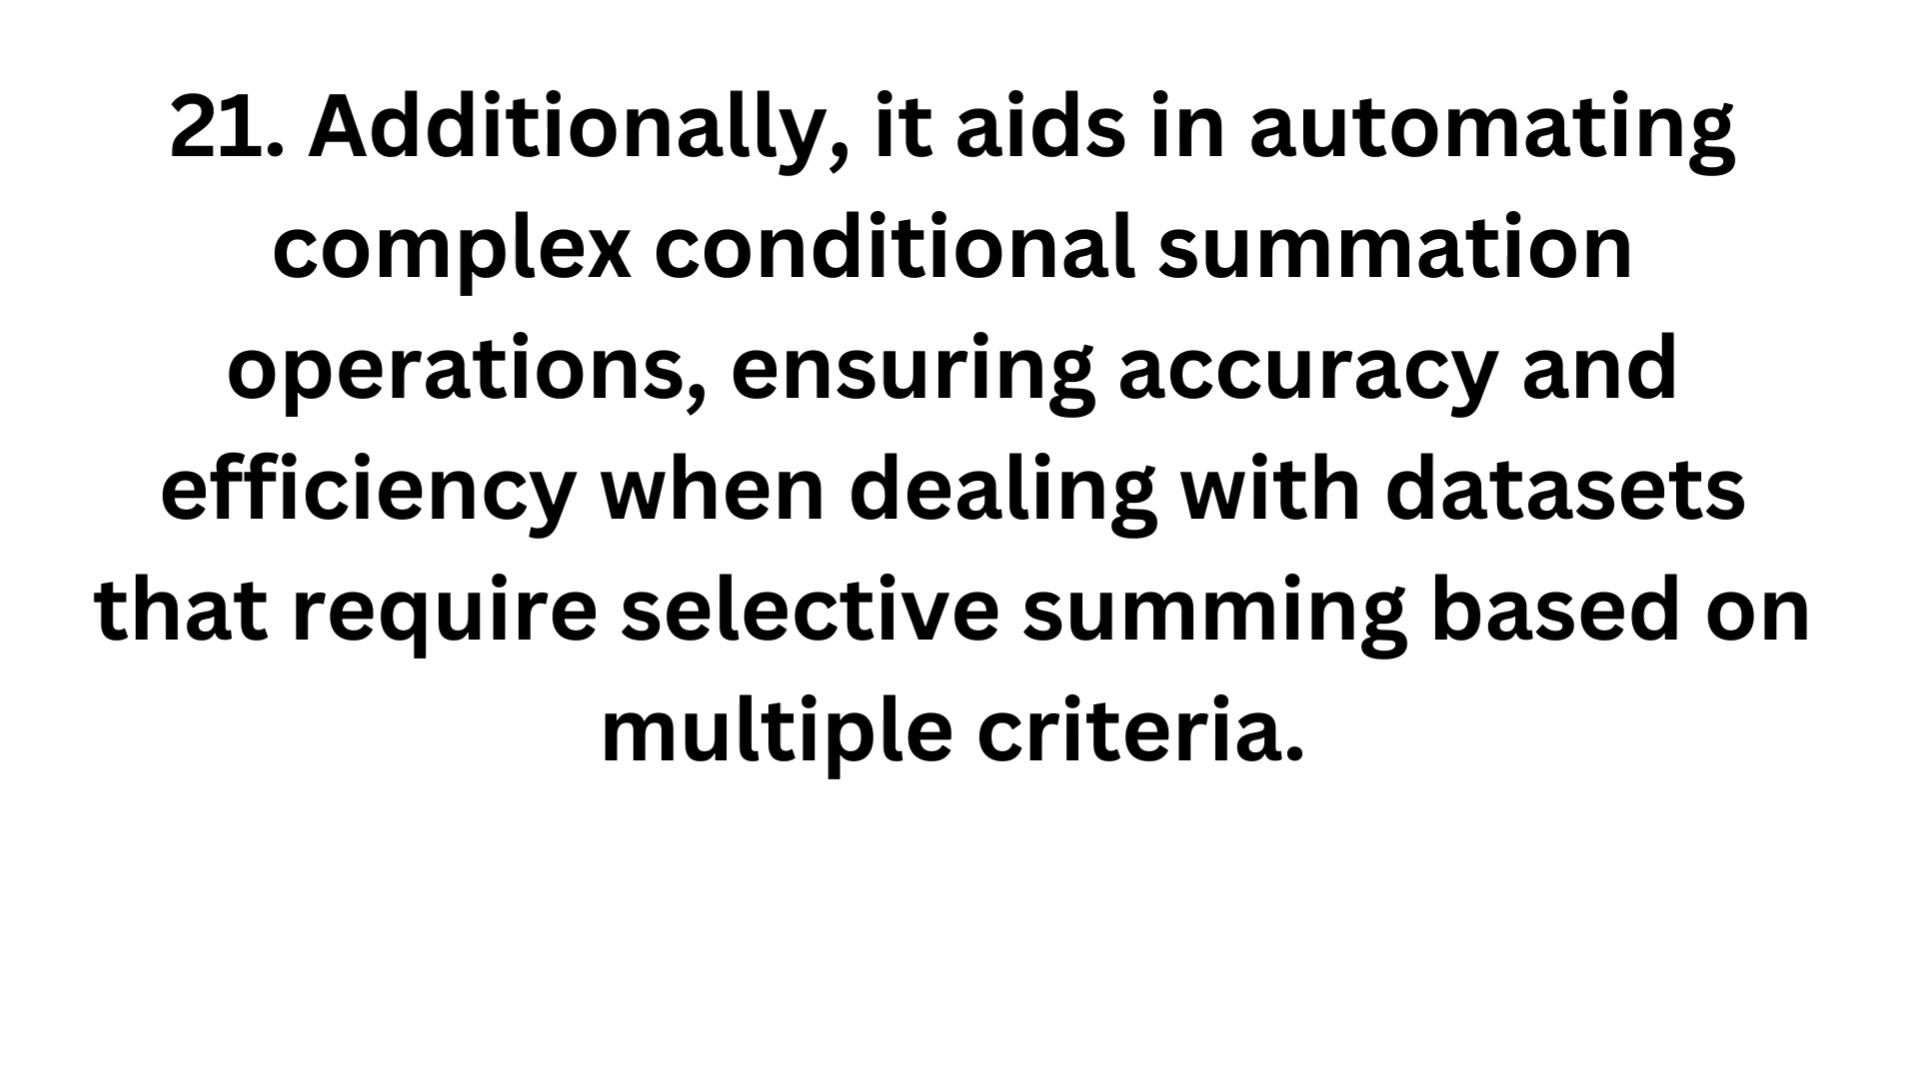 21. Additionally, it aids in automating
complex conditional summation
operations, ensuring accuracy and
efficiency when dealing with datasets
that require selective summing based on
multiple criteria.